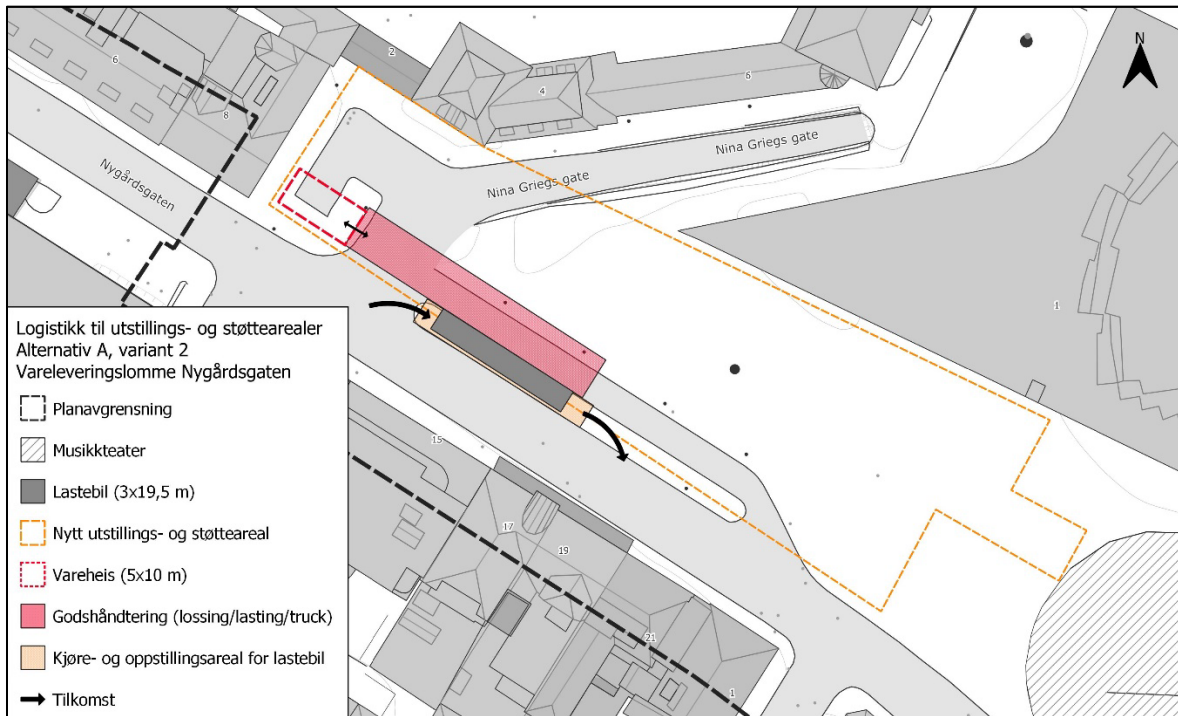 N
2
6
8
4
6
Nygårdsgaten
Nina Griegs gate
Nina Griegs gate
1
15
17
19
21
1
Logistikk til utstillings- og støttearealer
Alternativ A, variant 2
Vareleveringslomme Nygårdsgaten
Planavgrensning
Musikkteater
Lastebil (3x19,5 m)
Nytt utstillings- og støtteareal
Vareheis (5x10 m)
Godshåndtering (lossing/lasting/truck)
Kjøre- og oppstillingsareal for lastebil
Tilkomst